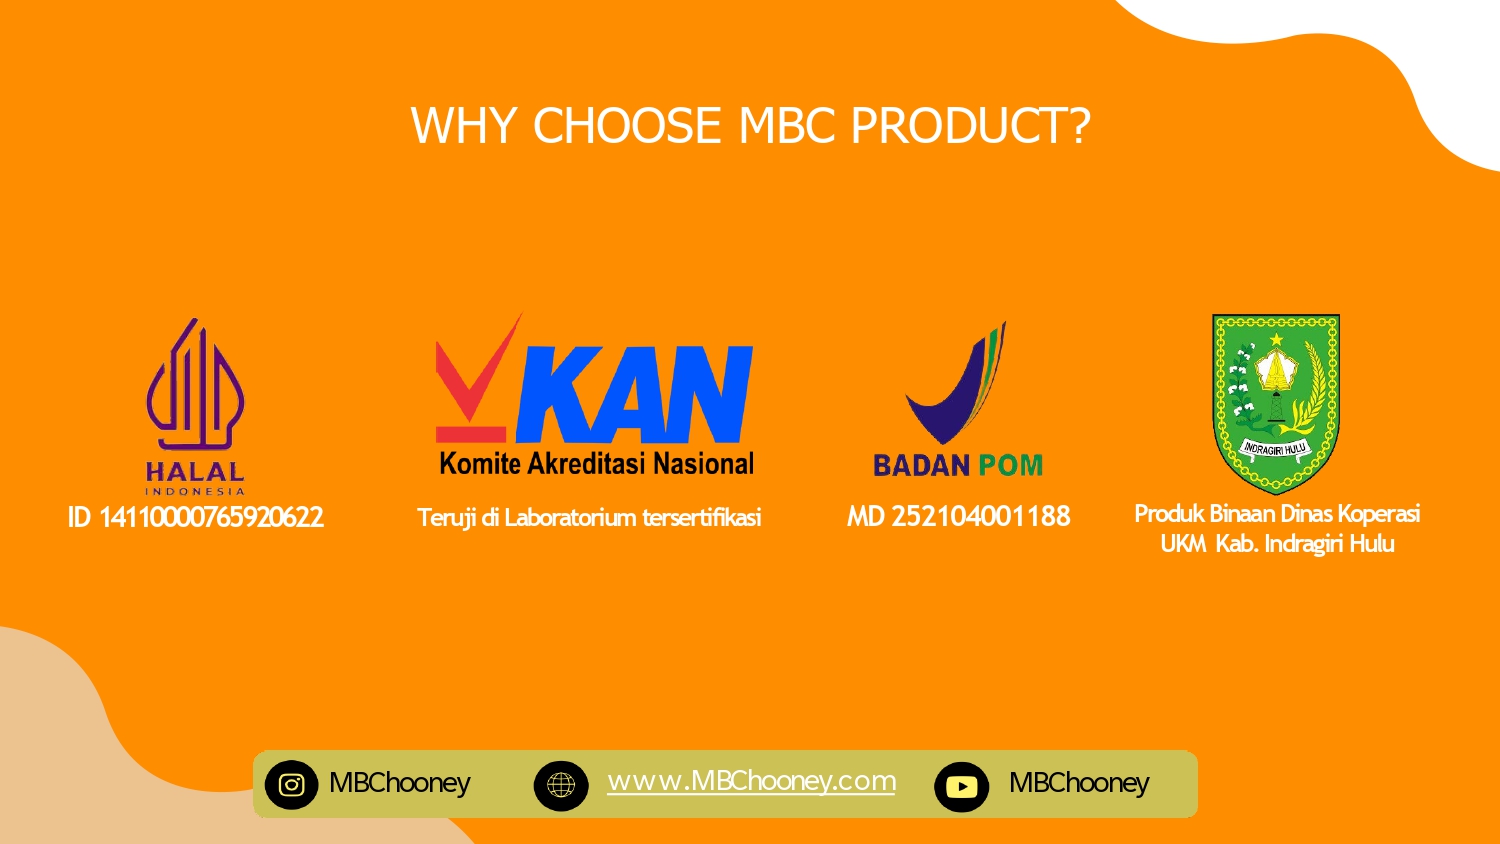 WHY CHOOSE MBC PRODUCT?
HALAL
INDONESIA
ID 14110000765920622
KAN
Komite Akreditasi Nasional
Teruji di Laboratorium tersertifikasi
BADAN POM
MD 252104001188
INDRAGIRI HULU
Produk Binaan Dinas Koperasi
UKM Kab. Indragiri Hulu
MBChooney
www.MBChooney.com
MBChooney